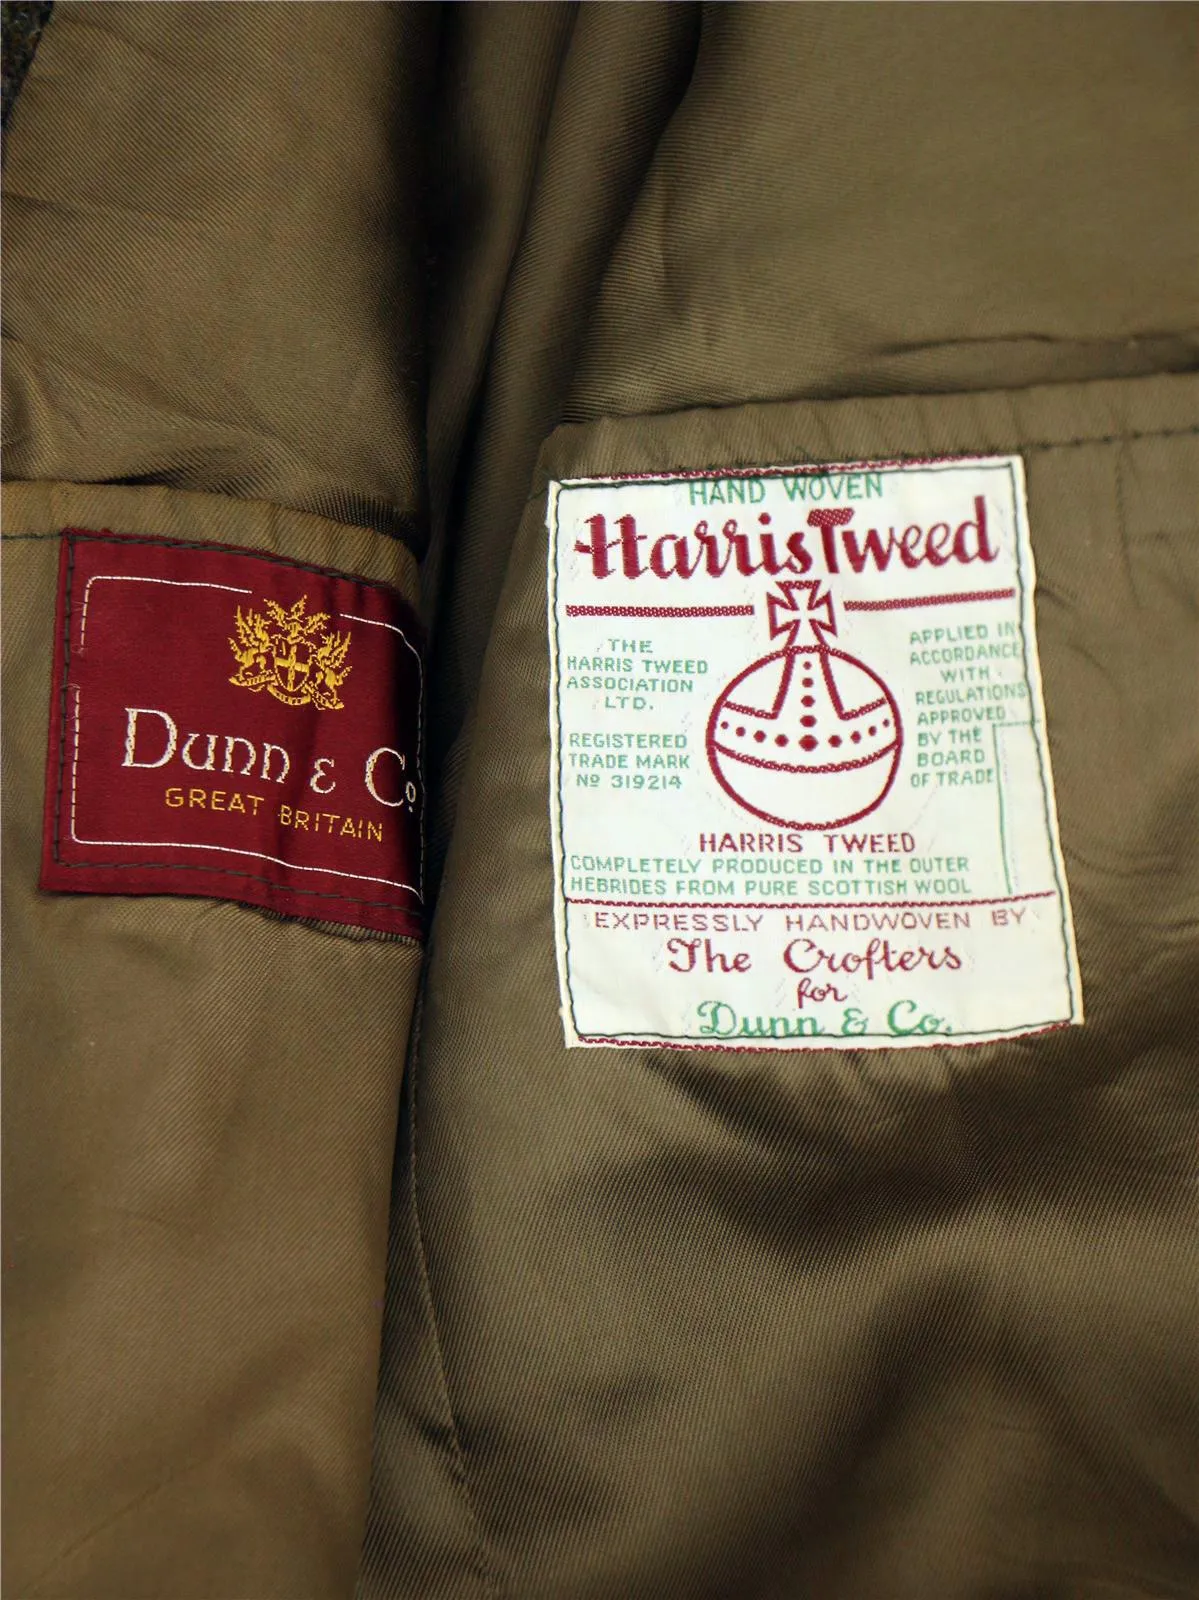 Dunn & Co.
GREAT BRITAIN
HAND WOVEN
Harris Tweed
THE
HARRIS TWEED
ASSOCIATION
LTD.
REGISTERED
TRADE MARK
Nº 319214
APPLIED IN
ACCORDANCE
WITH
REGULATIONS
APPROVED
BY THE
BOARD
OF TRADE
HARRIS TWEED
COMPLETELY PRODUCED IN THE OUTER
HEBRIDES FROM PURE SCOTTISH WOOL
EXPRESSLY HANDWOVEN BY
The Crofters
for
Dunn & Co.